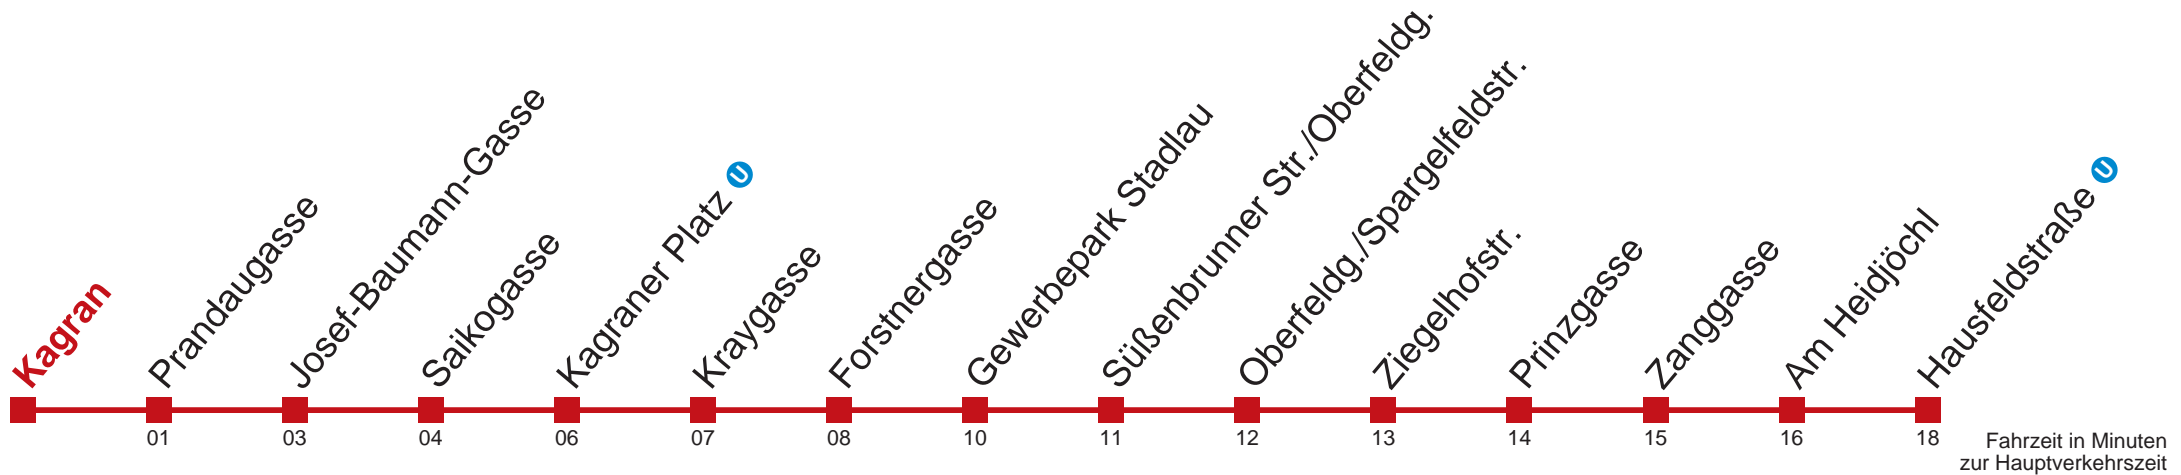 Kagran
Prandaugasse
Josef-Baumann-Gasse
Saikogasse
Kagraner Platz U
Kraygasse
Forstnergasse
Gewerbepark Stadlau
Süßenbrunner Str./Oberfeldg.
Oberfeldg./Spargelfeldstr.
Ziegelhofstr.
Prinzgasse
Zanggasse
Am Heidjöchl
Hausfeldstraße U
01 03 04 06 07 08 10 11 12 13 14 15 16 18
Fahrzeit in Minuten
zur Hauptverkehrszeit